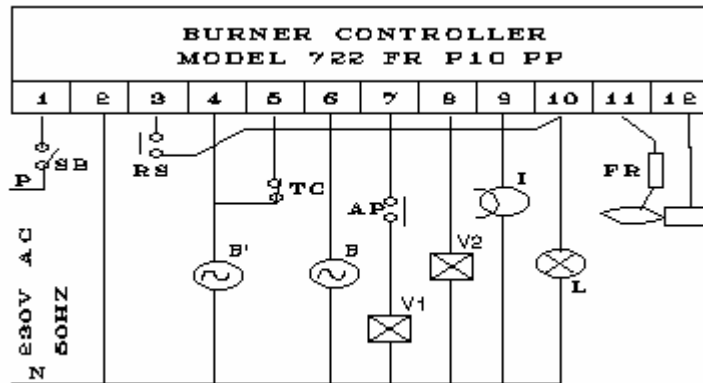 BURNER CONTROLLER
MODEL 722 FR P10 PP
1 2 3 4 5 6 7 8 9 10 11 12
P SB
RS
TC
AP
I
FR
B'
B
V2
V1
L
230V AC
50HZ
N